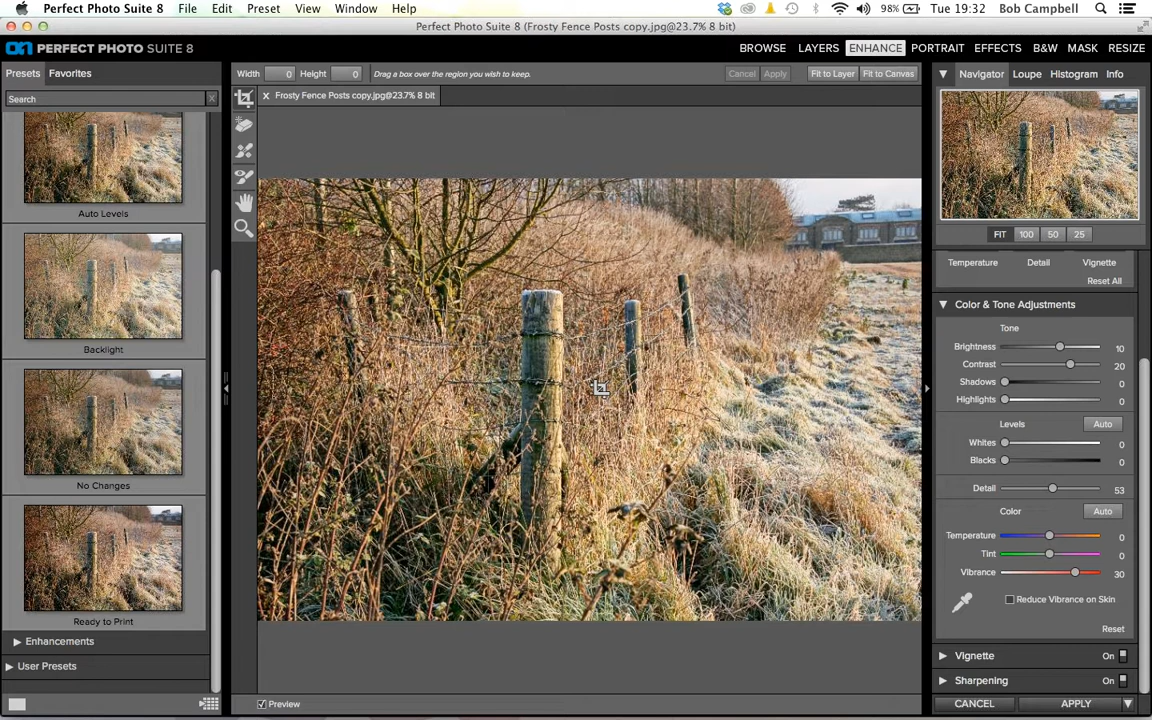 Perfect Photo Suite 8 File Edit Preset View Window Help 98% Tue 19:32 Bob Campbell
Perfect Photo Suite 8 (Frosty Fence Posts copy.jpg@23.7% 8 bit)
on PERFECT PHOTO SUITE 8 BROWSE LAYERS ENHANCE PORTRAIT EFFECTS B&W MASK RESIZE
Presets Favorites
Width 0 Height 0 Drag a box over the region you wish to keep. Cancel Apply Fit to Layer Fit to Canvas
Navigator Loupe Histogram Info
Search X
× Frosty Fence Posts copy.jpg@23.7% 8 bit
Auto Levels
Backlight
No Changes
Ready to Print
Enhancements
User Presets
Preview
FIT 100 50 25
Temperature Detail Vignette
Reset All
Color & Tone Adjustments
Tone
Brightness 10
Contrast 20
Shadows 0
Highlights 0
Levels Auto
Whites 0
Blacks 0
Detail 53
Color Auto
Temperature 0
Tint 0
Vibrance 30
Reduce Vibrance on Skin
Reset
Vignette On
Sharpening On
CANCEL APPLY